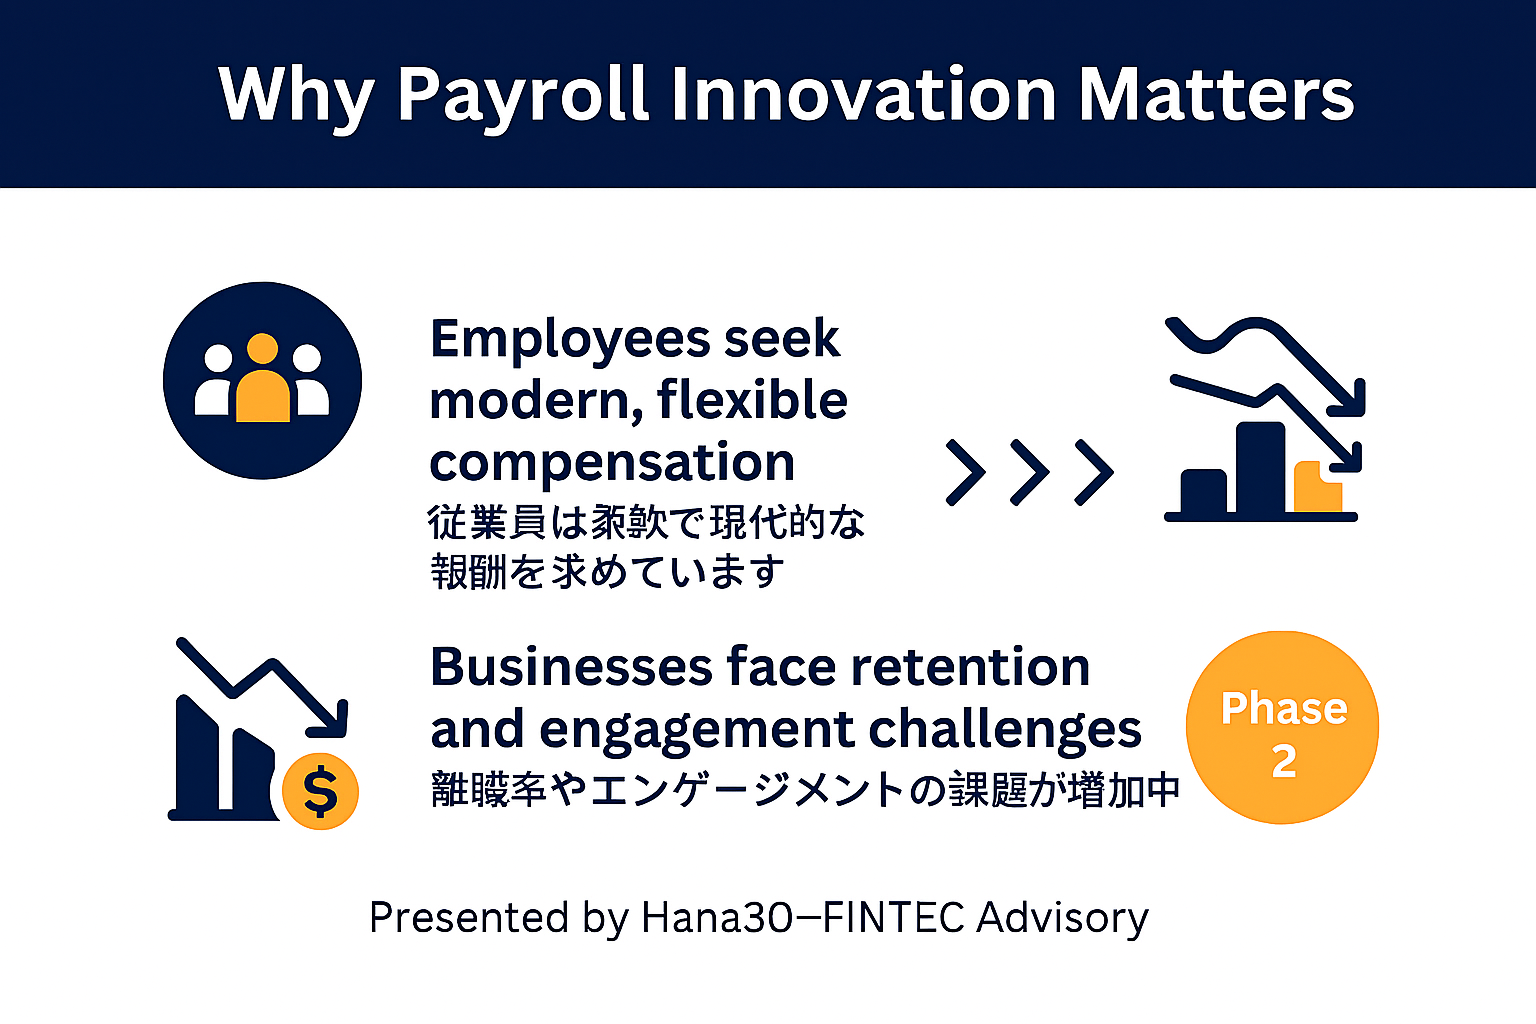 Why Payroll Innovation Matters
Employees seek
modern, flexible
compensation
従業員は柔軟で現代的な
報酬を求めています
Businesses face retention
and engagement challenges
離職率やエンゲージメントの課題が増加中
Phase
2
$
Presented by Hana30–FINTEC Advisory